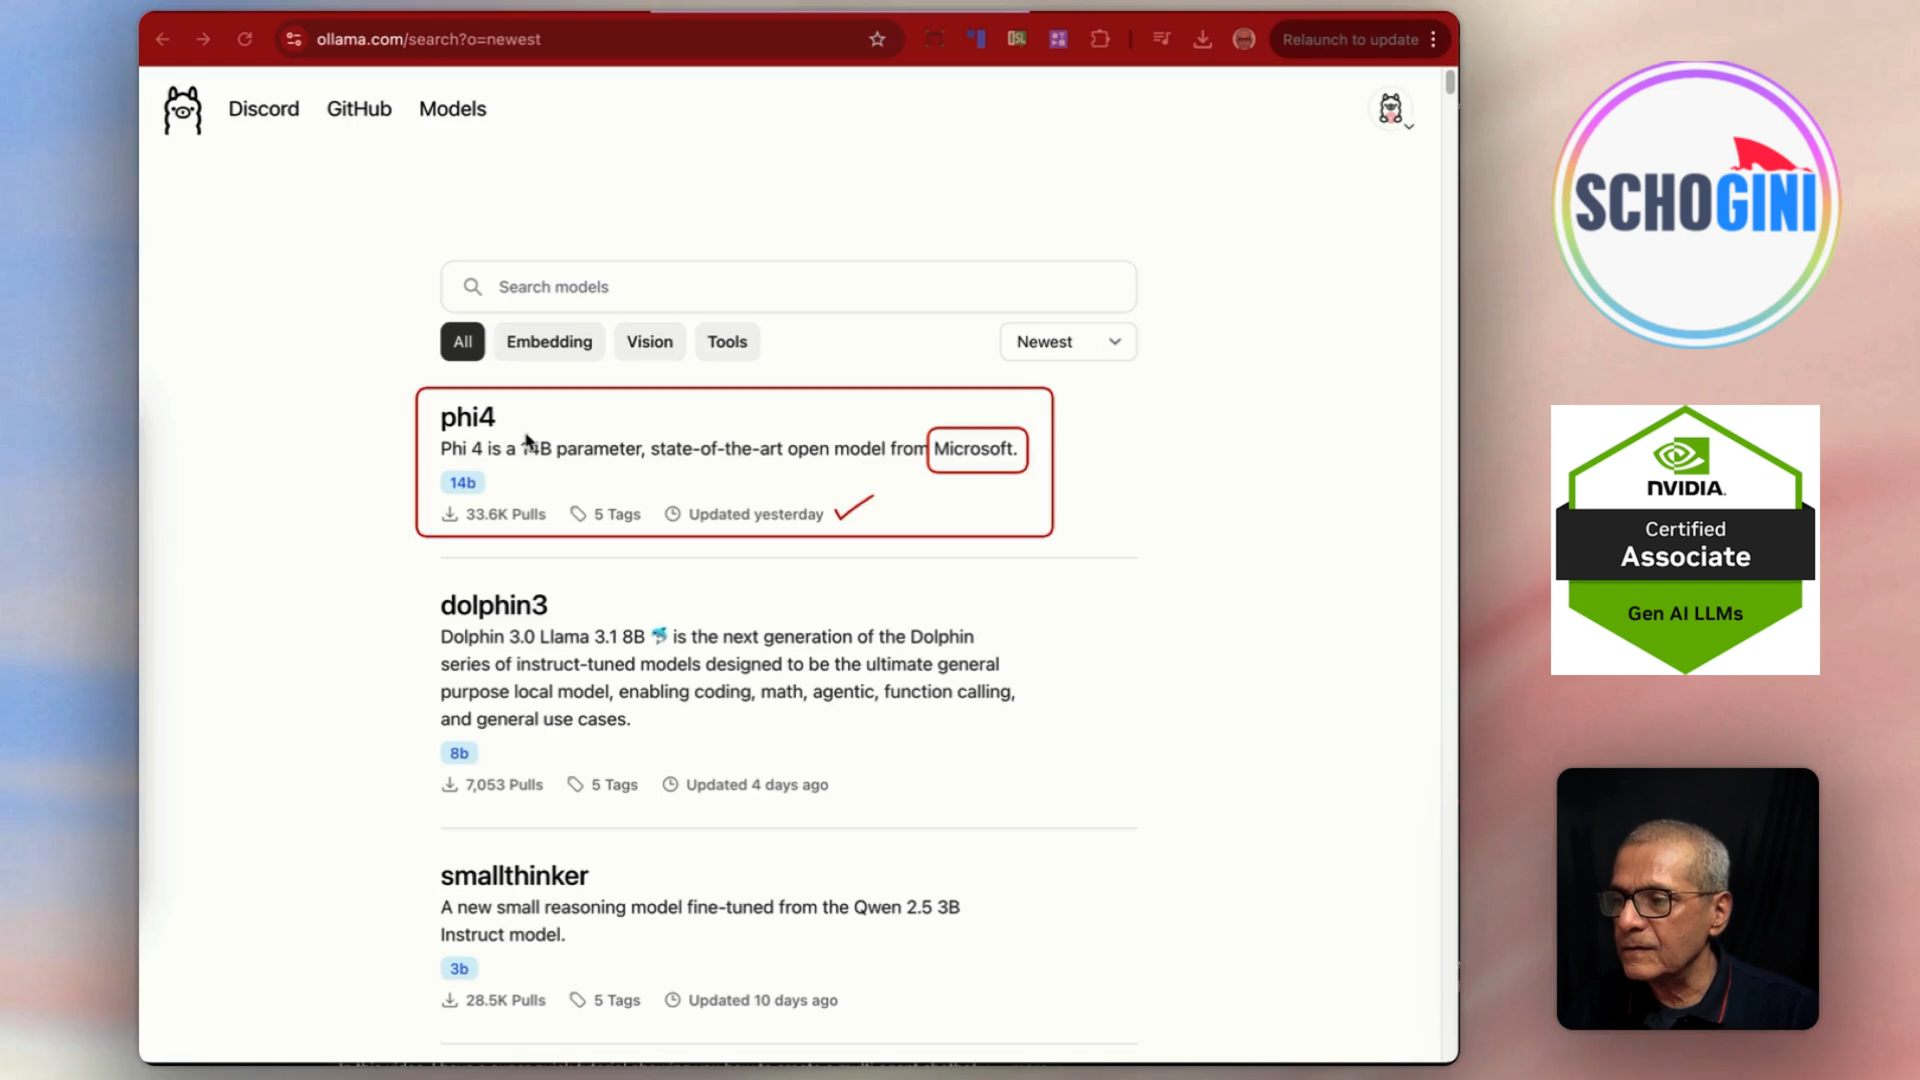 ollama.com/search?o=newest
Relaunch to update
Discord GitHub Models
Search models
All Embedding Vision Tools Newest
phi4
Phi 4 is a 14B parameter, state-of-the-art open model from Microsoft.
14b
33.6K Pulls 5 Tags Updated yesterday
dolphin3
Dolphin 3.0 Llama 3.1 8B 🐬 is the next generation of the Dolphin
series of instruct-tuned models designed to be the ultimate general
purpose local model, enabling coding, math, agentic, function calling,
and general use cases.
8b
7,053 Pulls 5 Tags Updated 4 days ago
smallthinker
A new small reasoning model fine-tuned from the Qwen 2.5 3B
Instruct model.
3b
28.5K Pulls 5 Tags Updated 10 days ago
SCHOGINI
NVIDIA.
Certified
Associate
Gen AI LLMs